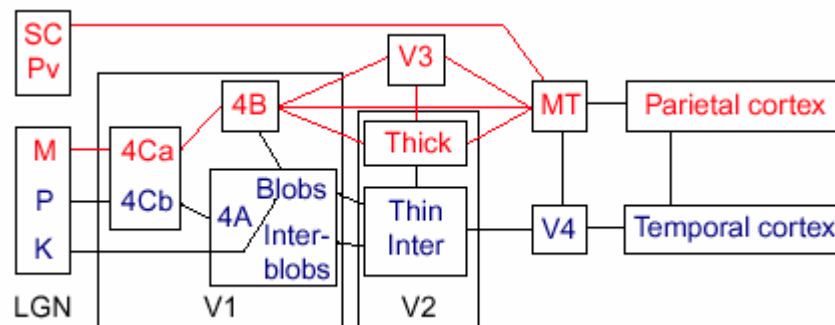 SC
Pv
V3
4B
MT
Parietal cortex
M
4Ca
Thick
P
4Cb
4A
Blobs
Thin
V4
Temporal cortex
K
Inter-
blobs
Inter
LGN
V1
V2